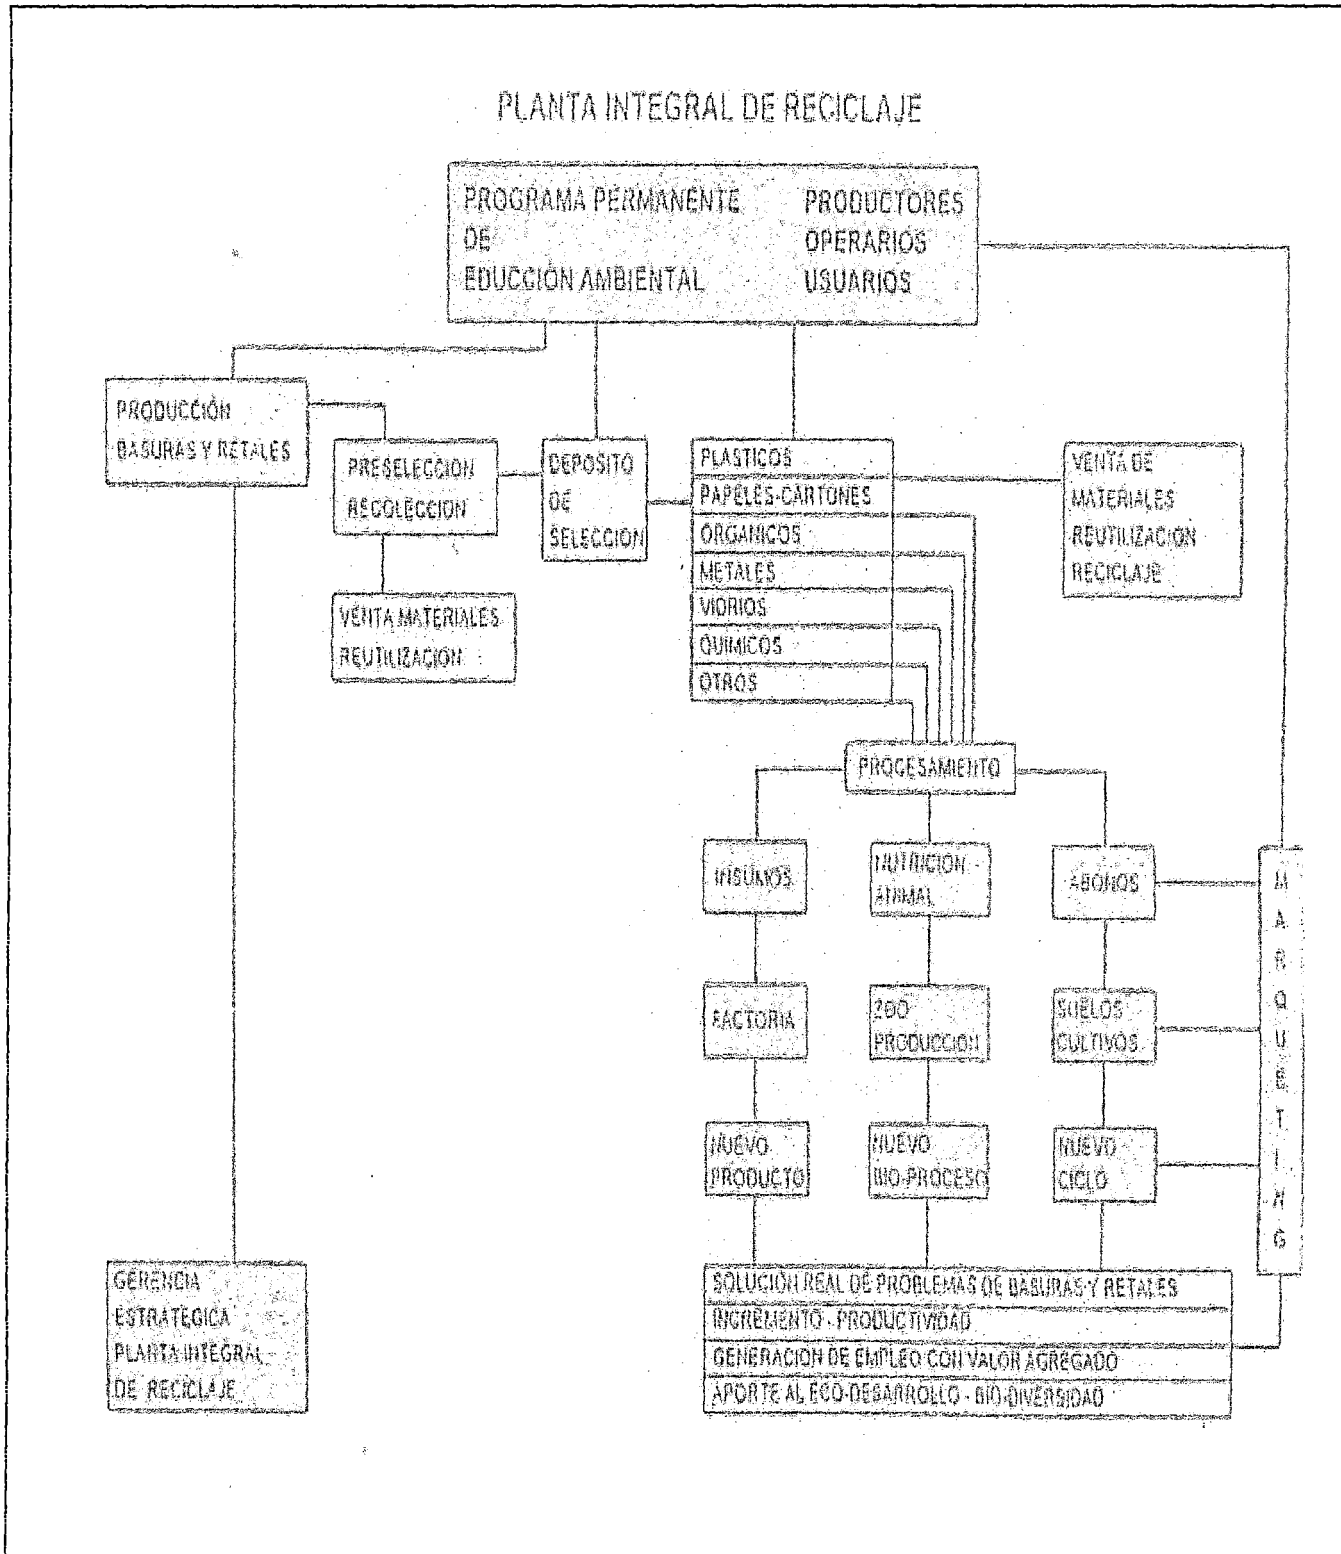 PLANTA INTEGRAL DE RECICLAJE
PROGRAMA PERMANENTE
DE
EDUCCIÓN AMBIENTAL
PRODUCTORES
OPERARIOS
USUARIOS
PRODUCCIÓN
BASURAS Y RETALES
PRESELECCION
RECOLECCION
DEPOSITO
DE
SELECCION
PLASTICOS
PAPELES-CARTONES
ORGANICOS
METALES
VIDRIOS
QUIMICOS
OTROS
VENTA DE
MATERIALES
REUTILIZACION
RECICLAJE
VENTA MATERIALES
REUTILIZACIÓN
PROCESAMIENTO
INSUMOS
NUTRICION
ANIMAL
ABONOS
FACTORIA
ZOO
PRODUCCION
SUELOS
CULTIVOS
NUEVO
PRODUCTO
NUEVO
BIO-PROCESO
NUEVO
CICLO
M
A
R
Q
U
E
T
I
N
G
GERENCIA
ESTRATEGICA
PLANTA INTEGRAL
DE RECICLAJE
SOLUCIÓN REAL DE PROBLEMAS DE BASURAS Y RETALES
INCREMENTO - PRODUCTIVIDAD
GENERACION DE EMPLEO CON VALOR AGREGADO
APORTE AL ECO-DESARROLLO - BIO-DIVERSIDAD